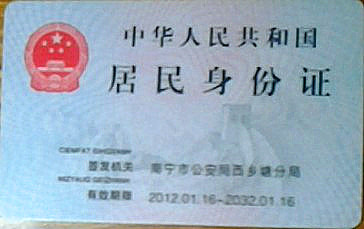 中华人民共和国
居民身份证
签发机关 南宁市公安局西乡塘分局
有效期限 2012.01.16-2032.01.16